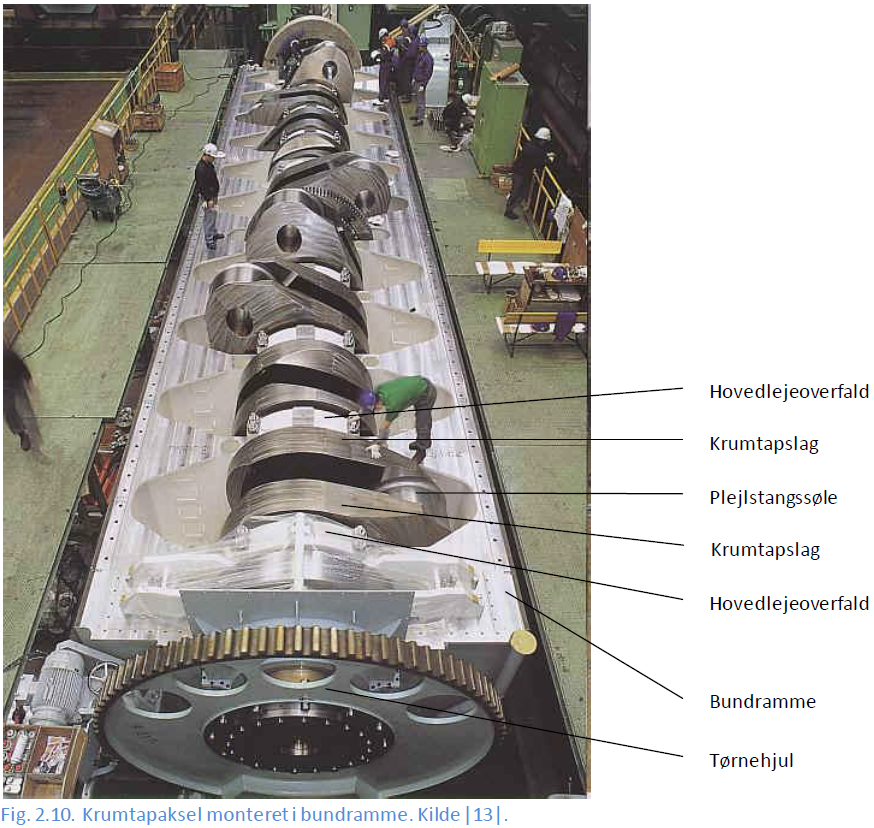 Hovedlejeoverfald
Krumtapslag
Plejlstangssøle
Krumtapslag
Hovedlejeoverfald
Bundramme
Tørnehjul
Fig. 2.10. Krumtapaksel monteret i bundramme. Kilde |13|.